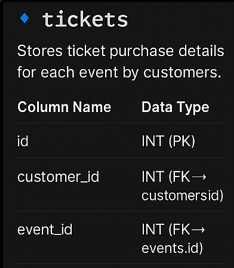 tickets
Stores ticket purchase details
for each event by customers.
Column Name Data Type
id INT (PK)
customer_id INT (FK→
customersid)
event_id INT (FK→
events.id)